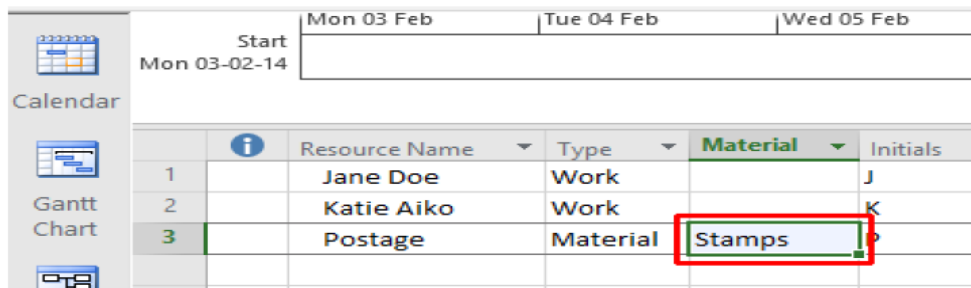 Mon 03 Feb Tue 04 Feb Wed 05 Feb
Start
Mon 03-02-14
Calendar
Resource Name Type Material Initials
1 Jane Doe Work J
Gantt
Chart
2 Katie Aiko Work K
3 Postage Material Stamps P